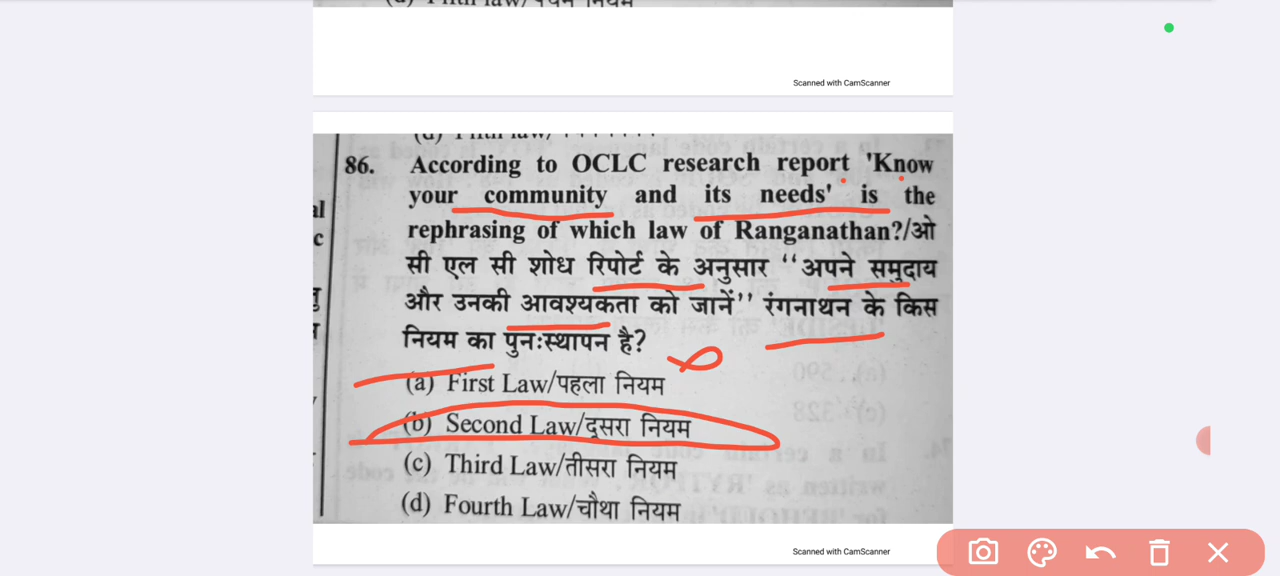 Scanned with CamScanner
86. According to OCLC research report 'Know
your community and its needs' is the
rephrasing of which law of Ranganathan?/ओ
सी एल सी शोध रिपोर्ट के अनुसार "अपने समुदाय
और उनकी आवश्यकता को जानें" रंगनाथन के किस
नियम का पुनःस्थापन है?
(a) First Law/पहला नियम
(b) Second Law/दूसरा नियम
(c) Third Law/तीसरा नियम
(d) Fourth Law/चौथा नियम
Scanned with CamScanner